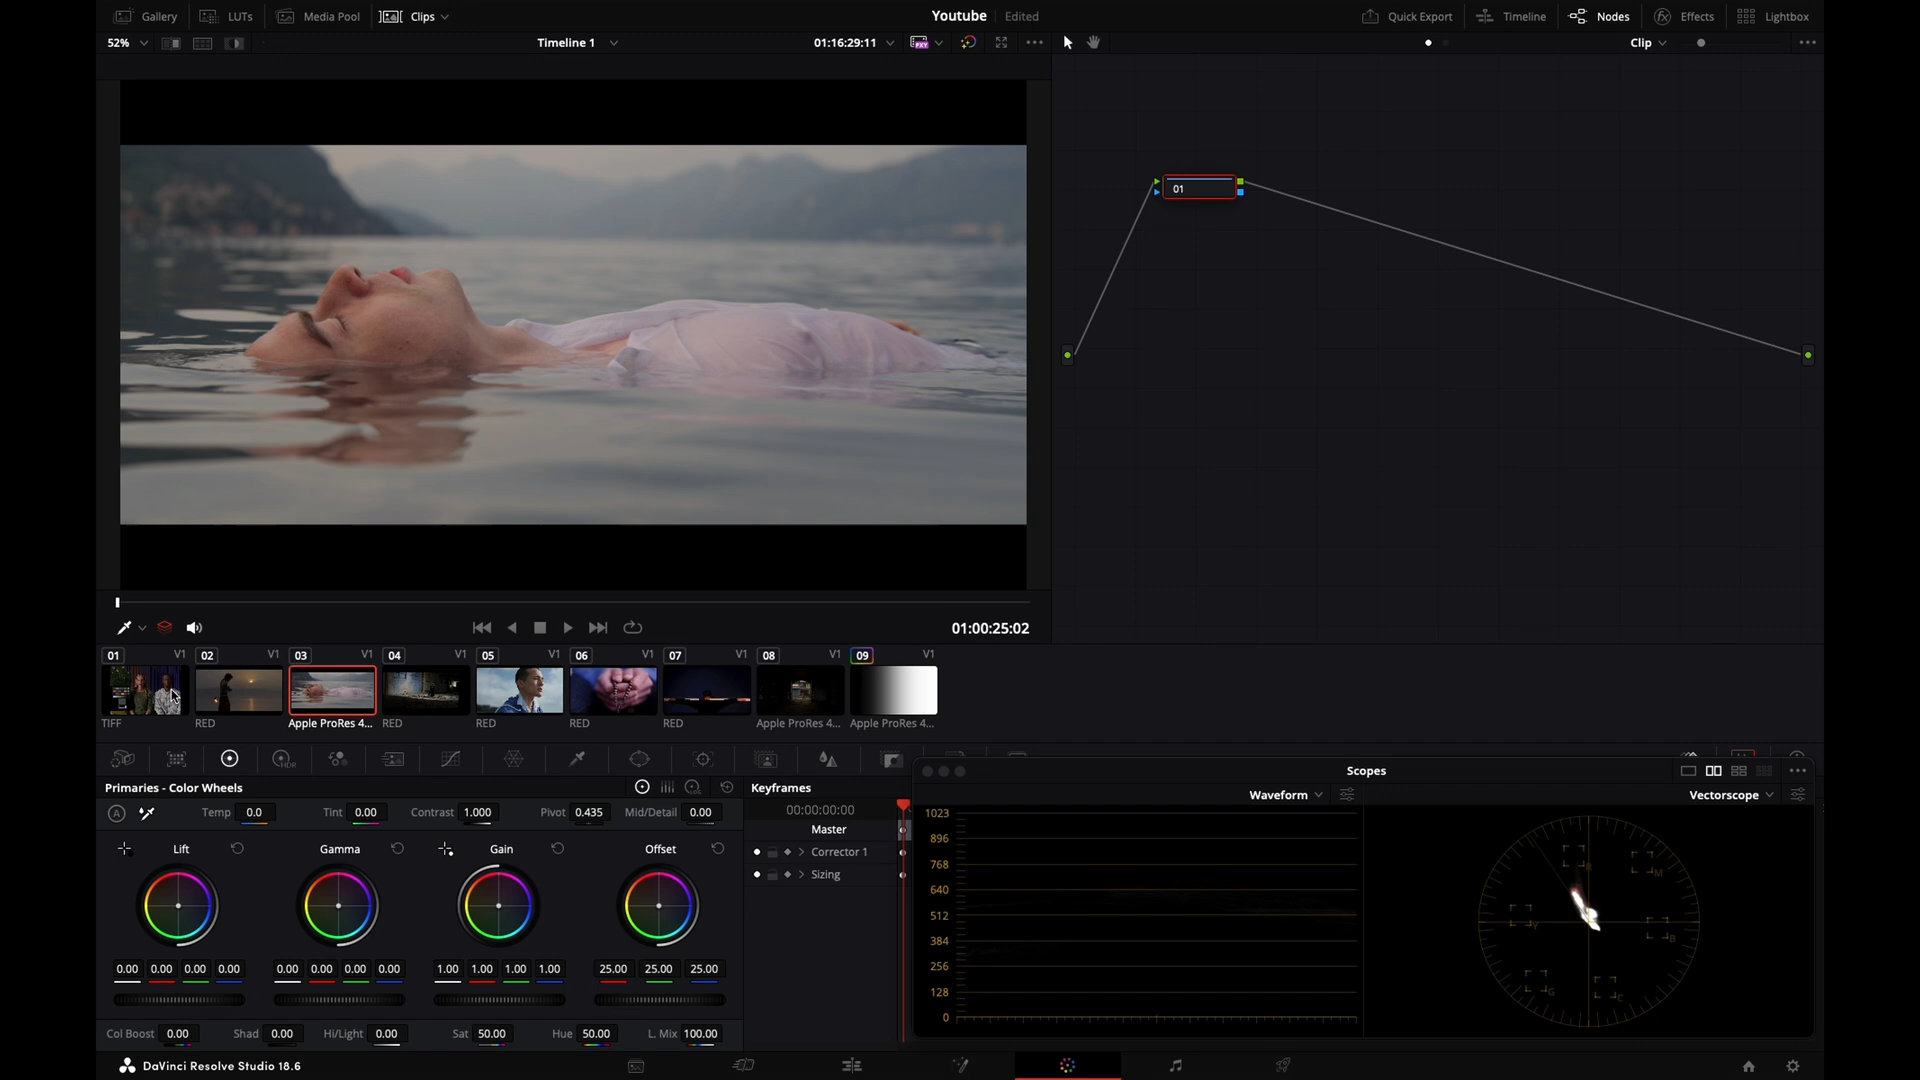 Gallery LUTs Media Pool Clips Youtube Edited Quick Export Timeline Nodes Effects Lightbox
52% Timeline 1 01:16:29:11 PXY Clip
01
01:00:25:02
01 V1 02 V1 03 V1 04 V1 05 V1 06 V1 07 V1 08 V1 09 V1
TIFF RED Apple ProRes 4... RED RED RED RED Apple ProRes 4... Apple ProRes 4...
HDR
Primaries - Color Wheels LOG Keyframes Scopes
A Temp 0.0 Tint 0.00 Contrast 1.000 Pivot 0.435 Mid/Detail 0.00 00:00:00:00 Waveform Vectorscope
Master
Corrector 1
Sizing
Lift Gamma Gain Offset
0.00 0.00 0.00 0.00 0.00 0.00 0.00 0.00 1.00 1.00 1.00 1.00 25.00 25.00 25.00
Col Boost 0.00 Shad 0.00 Hi/Light 0.00 Sat 50.00 Hue 50.00 L. Mix 100.00
1023
896
768
640
512
384
256
128
0
R
M
Y
B
G
C
DaVinci Resolve Studio 18.6